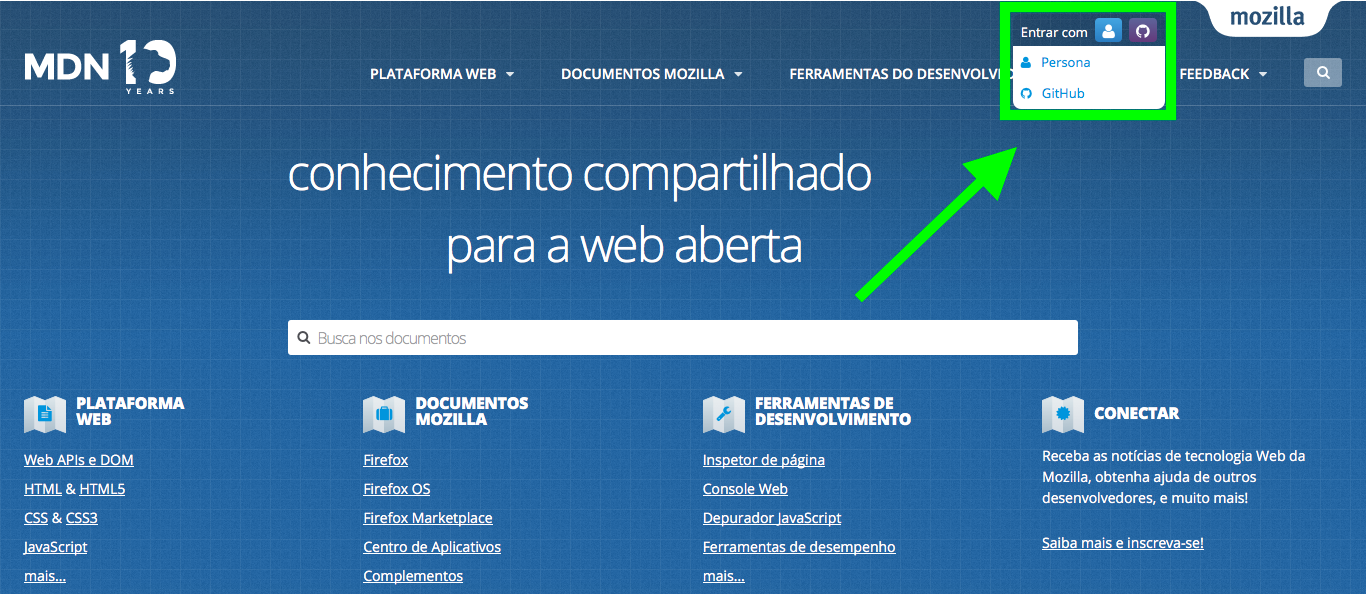 mozilla
Entrar com
Persona
GitHub
MDN 10
YEARS
PLATAFORMA WEB
DOCUMENTOS MOZILLA
FERRAMENTAS DO DESENVOLVE
FEEDBACK
conhecimento compartilhado
para a web aberta
Busca nos documentos
PLATAFORMA
WEB
Web APIs e DOM
HTML & HTML5
CSS & CSS3
JavaScript
mais...
DOCUMENTOS
MOZILLA
Firefox
Firefox OS
Firefox Marketplace
Centro de Aplicativos
Complementos
FERRAMENTAS DE
DESENVOLVIMENTO
Inspetor de página
Console Web
Depurador JavaScript
Ferramentas de desempenho
mais...
CONECTAR
Receba as notícias de tecnologia Web da
Mozilla, obtenha ajuda de outros
desenvolvedores, e muito mais!
Saiba mais e inscreva-se!